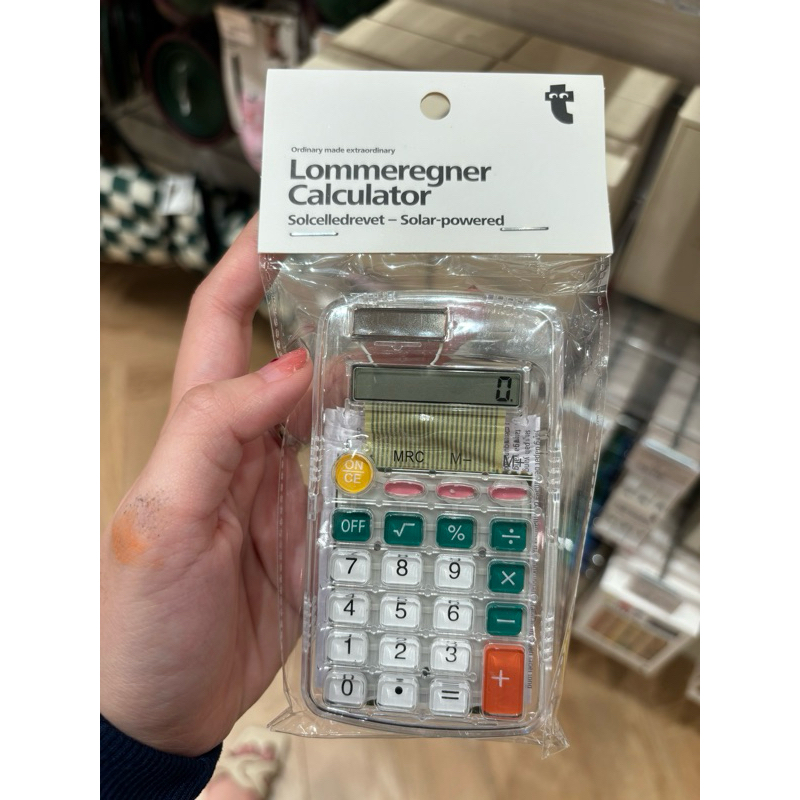 t
Ordinary made extraordinary
Lommeregner
Calculator
Solcelledrevet – Solar-powered
0.
MRC M– M+
ON
CE
OFF √ % ÷
7 8 9 ×
4 5 6 –
1 2 3 +
0 • =